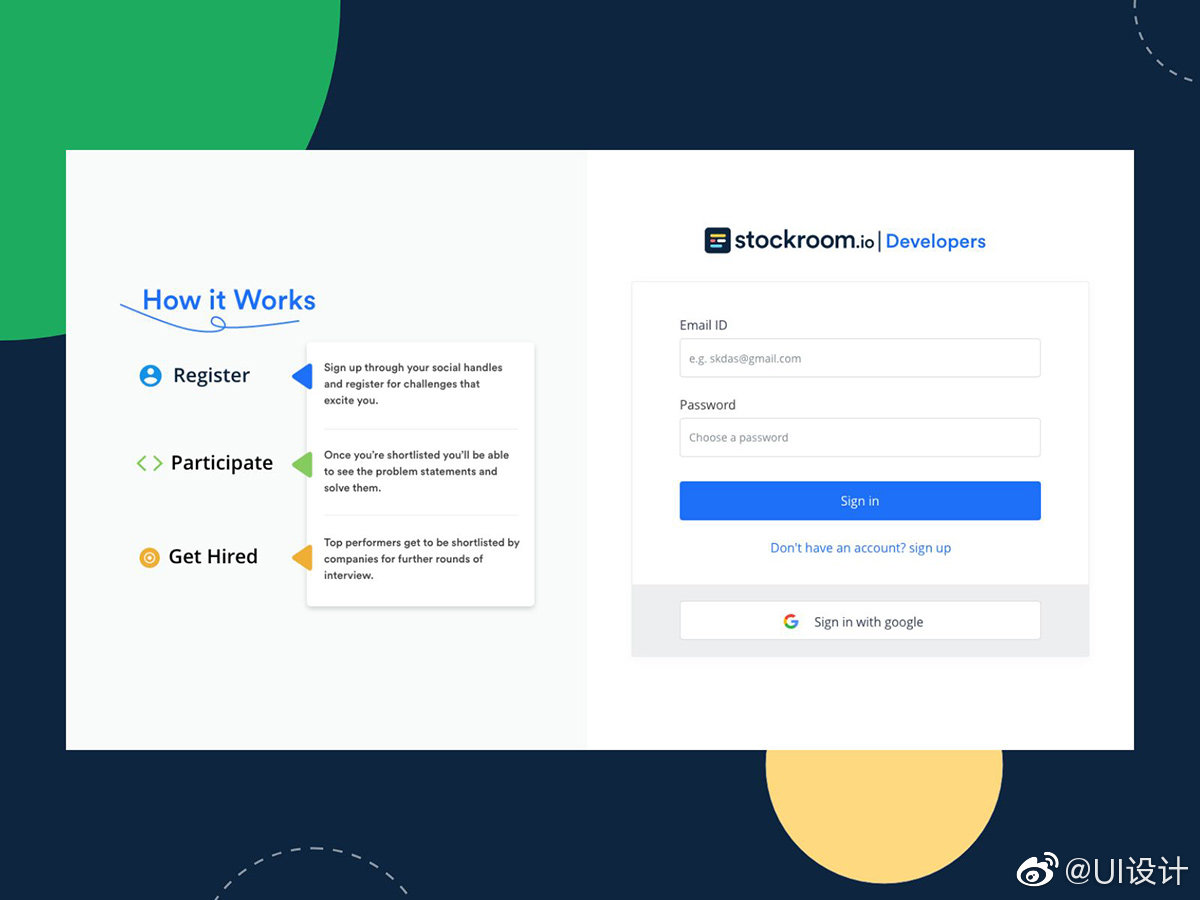 How it Works
Register
Sign up through your social handles
and register for challenges that
excite you.
Participate
Once you're shortlisted you'll be able
to see the problem statements and
solve them.
Get Hired
Top performers get to be shortlisted by
companies for further rounds of
interview.
stockroom.io | Developers
Email ID
e.g. skdas@gmail.com
Password
Choose a password
Sign in
Don't have an account? sign up
Sign in with google
@UI设计